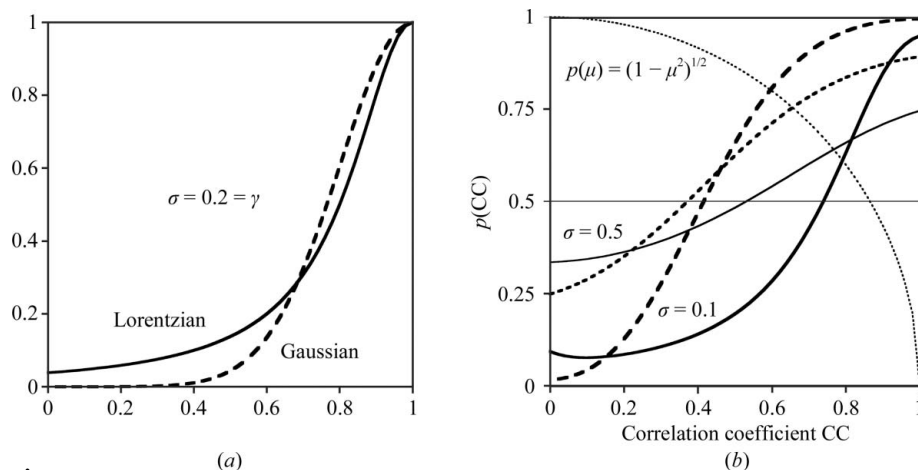 1
0.8
0.6
0.4
0.2
0
0 0.2 0.4 0.6 0.8 1
σ = 0.2 = γ
Lorentzian
Gaussian
(a)
1
0.75
0.5
0.25
0
p(CC)
0 0.2 0.4 0.6 0.8 1
p(μ) = (1 − μ²)^1/2
σ = 0.5
σ = 0.1
Correlation coefficient CC
(b)